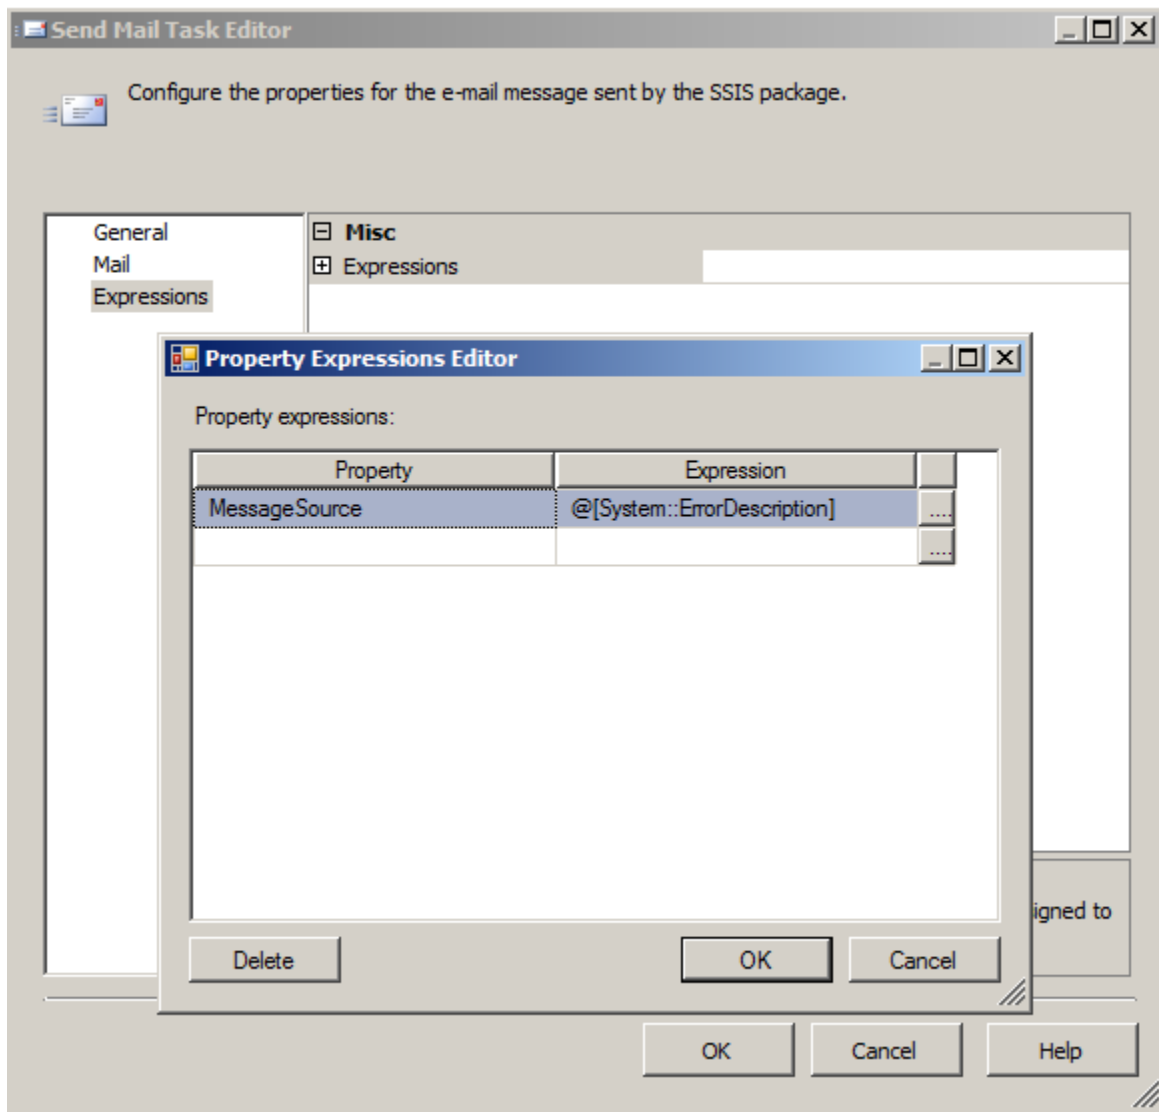 Send Mail Task Editor
Configure the properties for the e-mail message sent by the SSIS package.
General
Mail
Expressions
Misc
Expressions
Property Expressions Editor
Property expressions:
Property Expression
MessageSource @[System::ErrorDescription] ....
....
igned to
Delete OK Cancel
OK Cancel Help